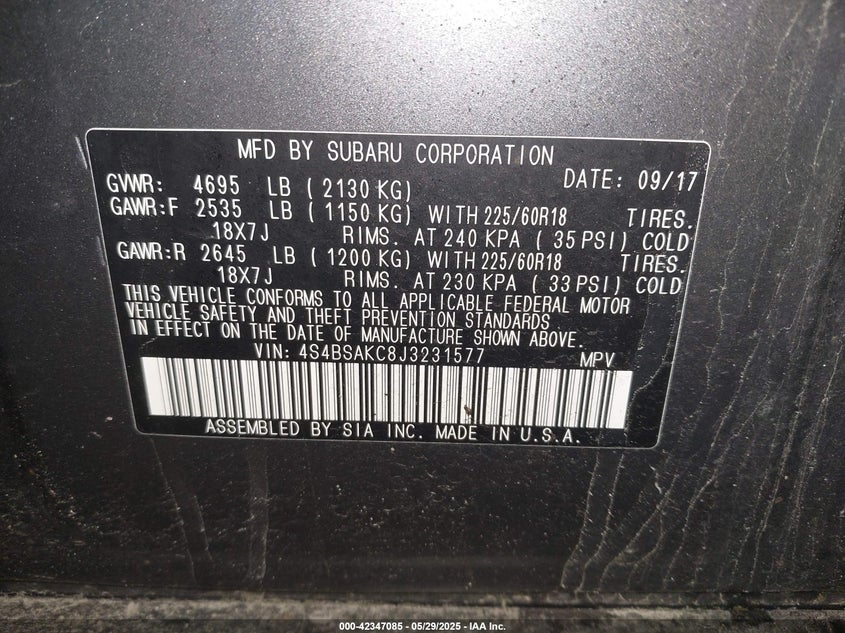 MFD BY SUBARU CORPORATION
GVWR: 4695 LB ( 2130 KG) DATE: 09/17
GAWR:F 2535 LB ( 1150 KG) WITH 225/60R18 TIRES.
18X7J RIMS. AT 240 KPA ( 35 PSI) COLD
GAWR:R 2645 LB ( 1200 KG) WITH 225/60R18 TIRES.
18X7J RIMS. AT 230 KPA ( 33 PSI) COLD
THIS VEHICLE CONFORMS TO ALL APPLICABLE FEDERAL MOTOR
VEHICLE SAFETY AND THEFT PREVENTION STANDARDS
IN EFFECT ON THE DATE OF MANUFACTURE SHOWN ABOVE.
VIN: 4S4BSAKC8J3231577 MPV
ASSEMBLED BY SIA INC. MADE IN U.S.A.
000-42347085 - 05/29/2025 - IAA Inc.